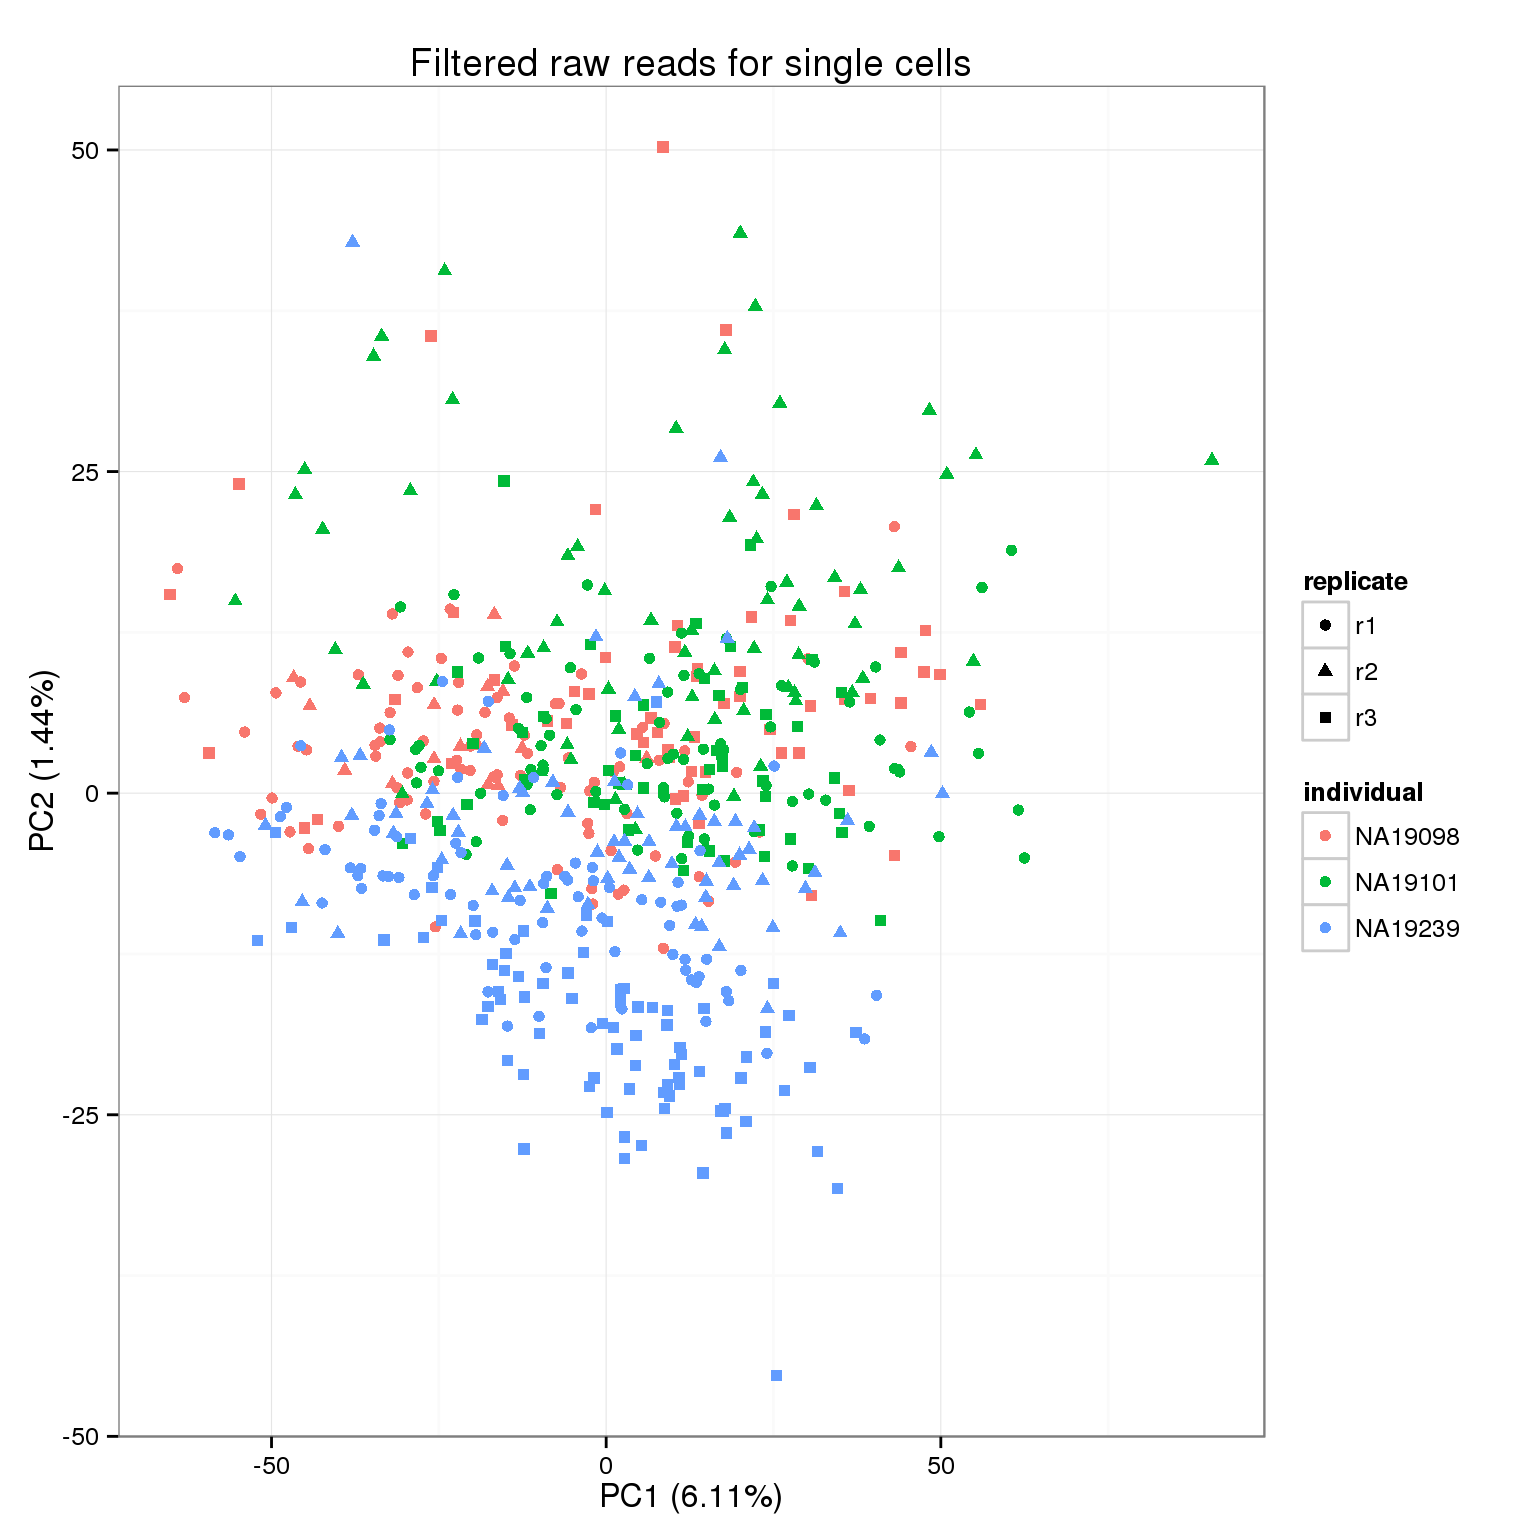 Filtered raw reads for single cells
50
25
0
-25
-50
-50
0
50
PC1 (6.11%)
PC2 (1.44%)
replicate
r1
r2
r3
individual
NA19098
NA19101
NA19239